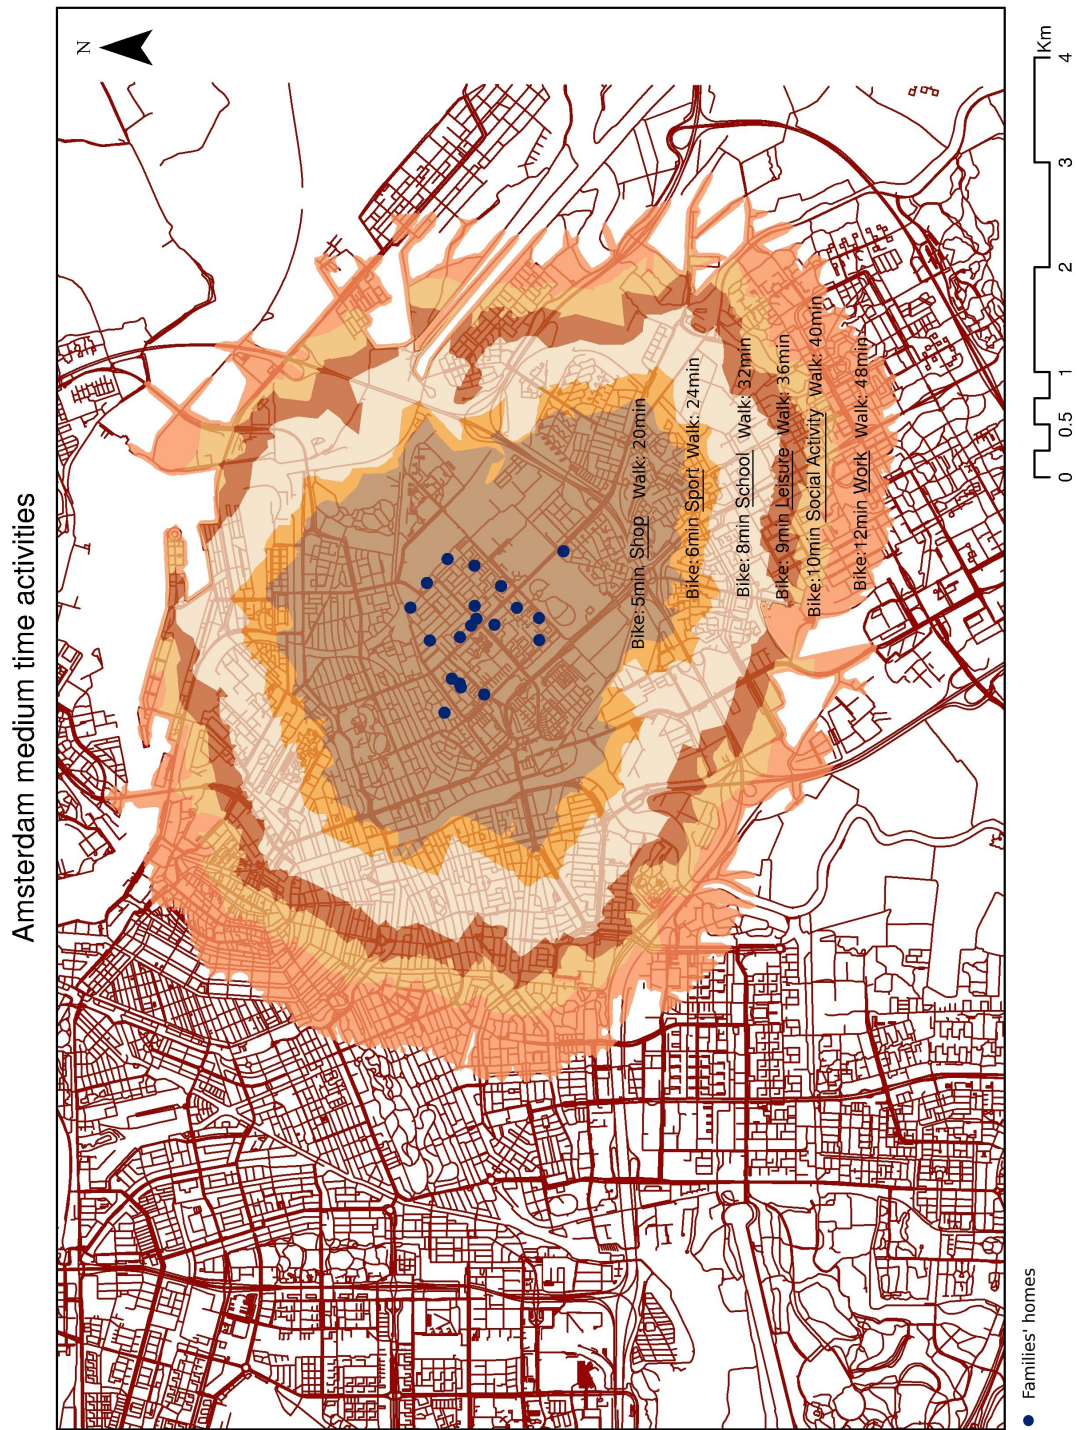 Amsterdam medium time activities
N
Bike: 5min Shop Walk: 20min
Bike: 6min Sport Walk: 24min
Bike: 8min School Walk: 32min
Bike: 9min Leisure Walk: 36min
Bike:10min Social Activity Walk: 40min
Bike:12min Work Walk: 48min
Families' homes
0 0.5 1 2 3 4
Km